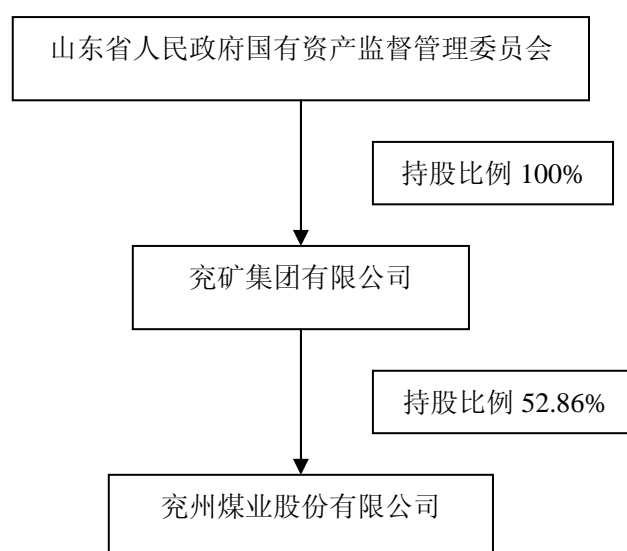 山东省人民政府国有资产监督管理委员会
持股比例 100%
兖矿集团有限公司
持股比例 52.86%
兖州煤业股份有限公司